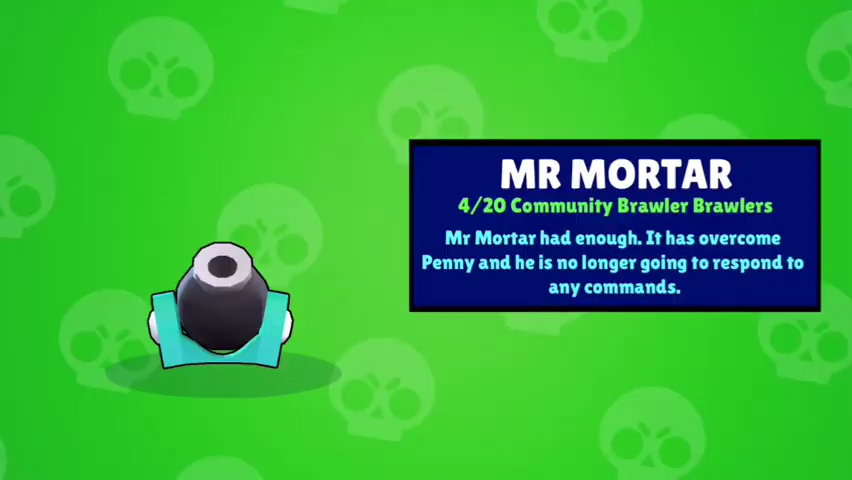 MR MORTAR
4/20 Community Brawler Brawlers
Mr Mortar had enough. It has overcome
Penny and he is no longer going to respond to
any commands.